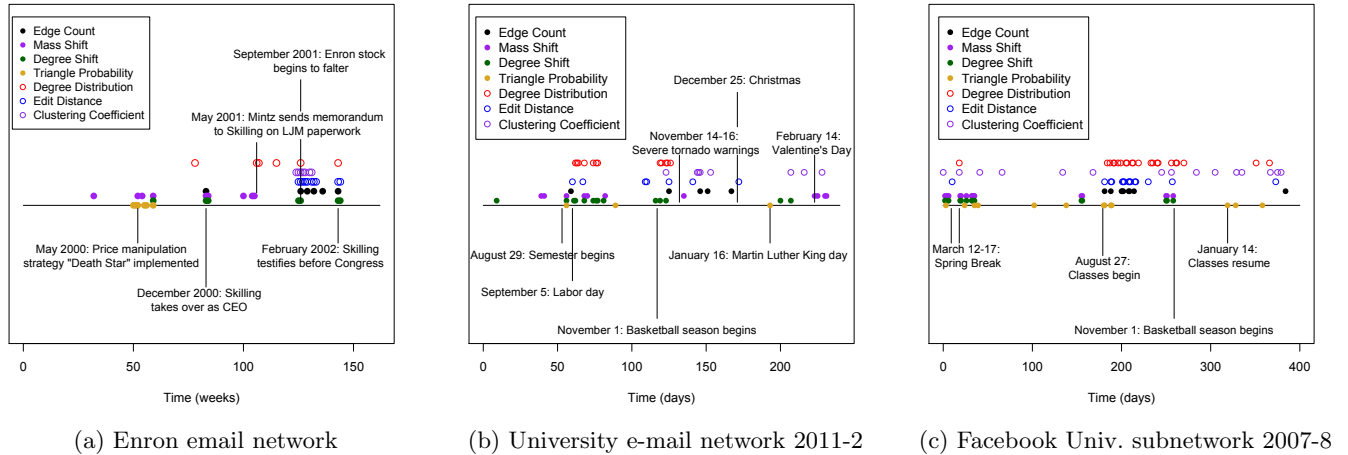 Edge Count
Mass Shift
Degree Shift
Triangle Probability
Degree Distribution
Edit Distance
Clustering Coefficient
September 2001: Enron stock
begins to falter
May 2001: Mintz sends memorandum
to Skilling on LJM paperwork
May 2000: Price manipulation
strategy "Death Star" implemented
February 2002: Skilling
testifies before Congress
December 2000: Skilling
takes over as CEO
0 50 100 150
Time (weeks)
(a) Enron email network
Edge Count
Mass Shift
Degree Shift
Triangle Probability
Degree Distribution
Edit Distance
Clustering Coefficient
December 25: Christmas
November 14-16:
Severe tornado warnings
February 14:
Valentine's Day
August 29: Semester begins
January 16: Martin Luther King day
September 5: Labor day
November 1: Basketball season begins
0 50 100 150 200
Time (days)
(b) University e-mail network 2011-2
Edge Count
Mass Shift
Degree Shift
Triangle Probability
Degree Distribution
Edit Distance
Clustering Coefficient
March 12-17:
Spring Break
August 27:
Classes begin
January 14:
Classes resume
November 1: Basketball season begins
0 100 200 300 400
Time (days)
(c) Facebook Univ. subnetwork 2007-8